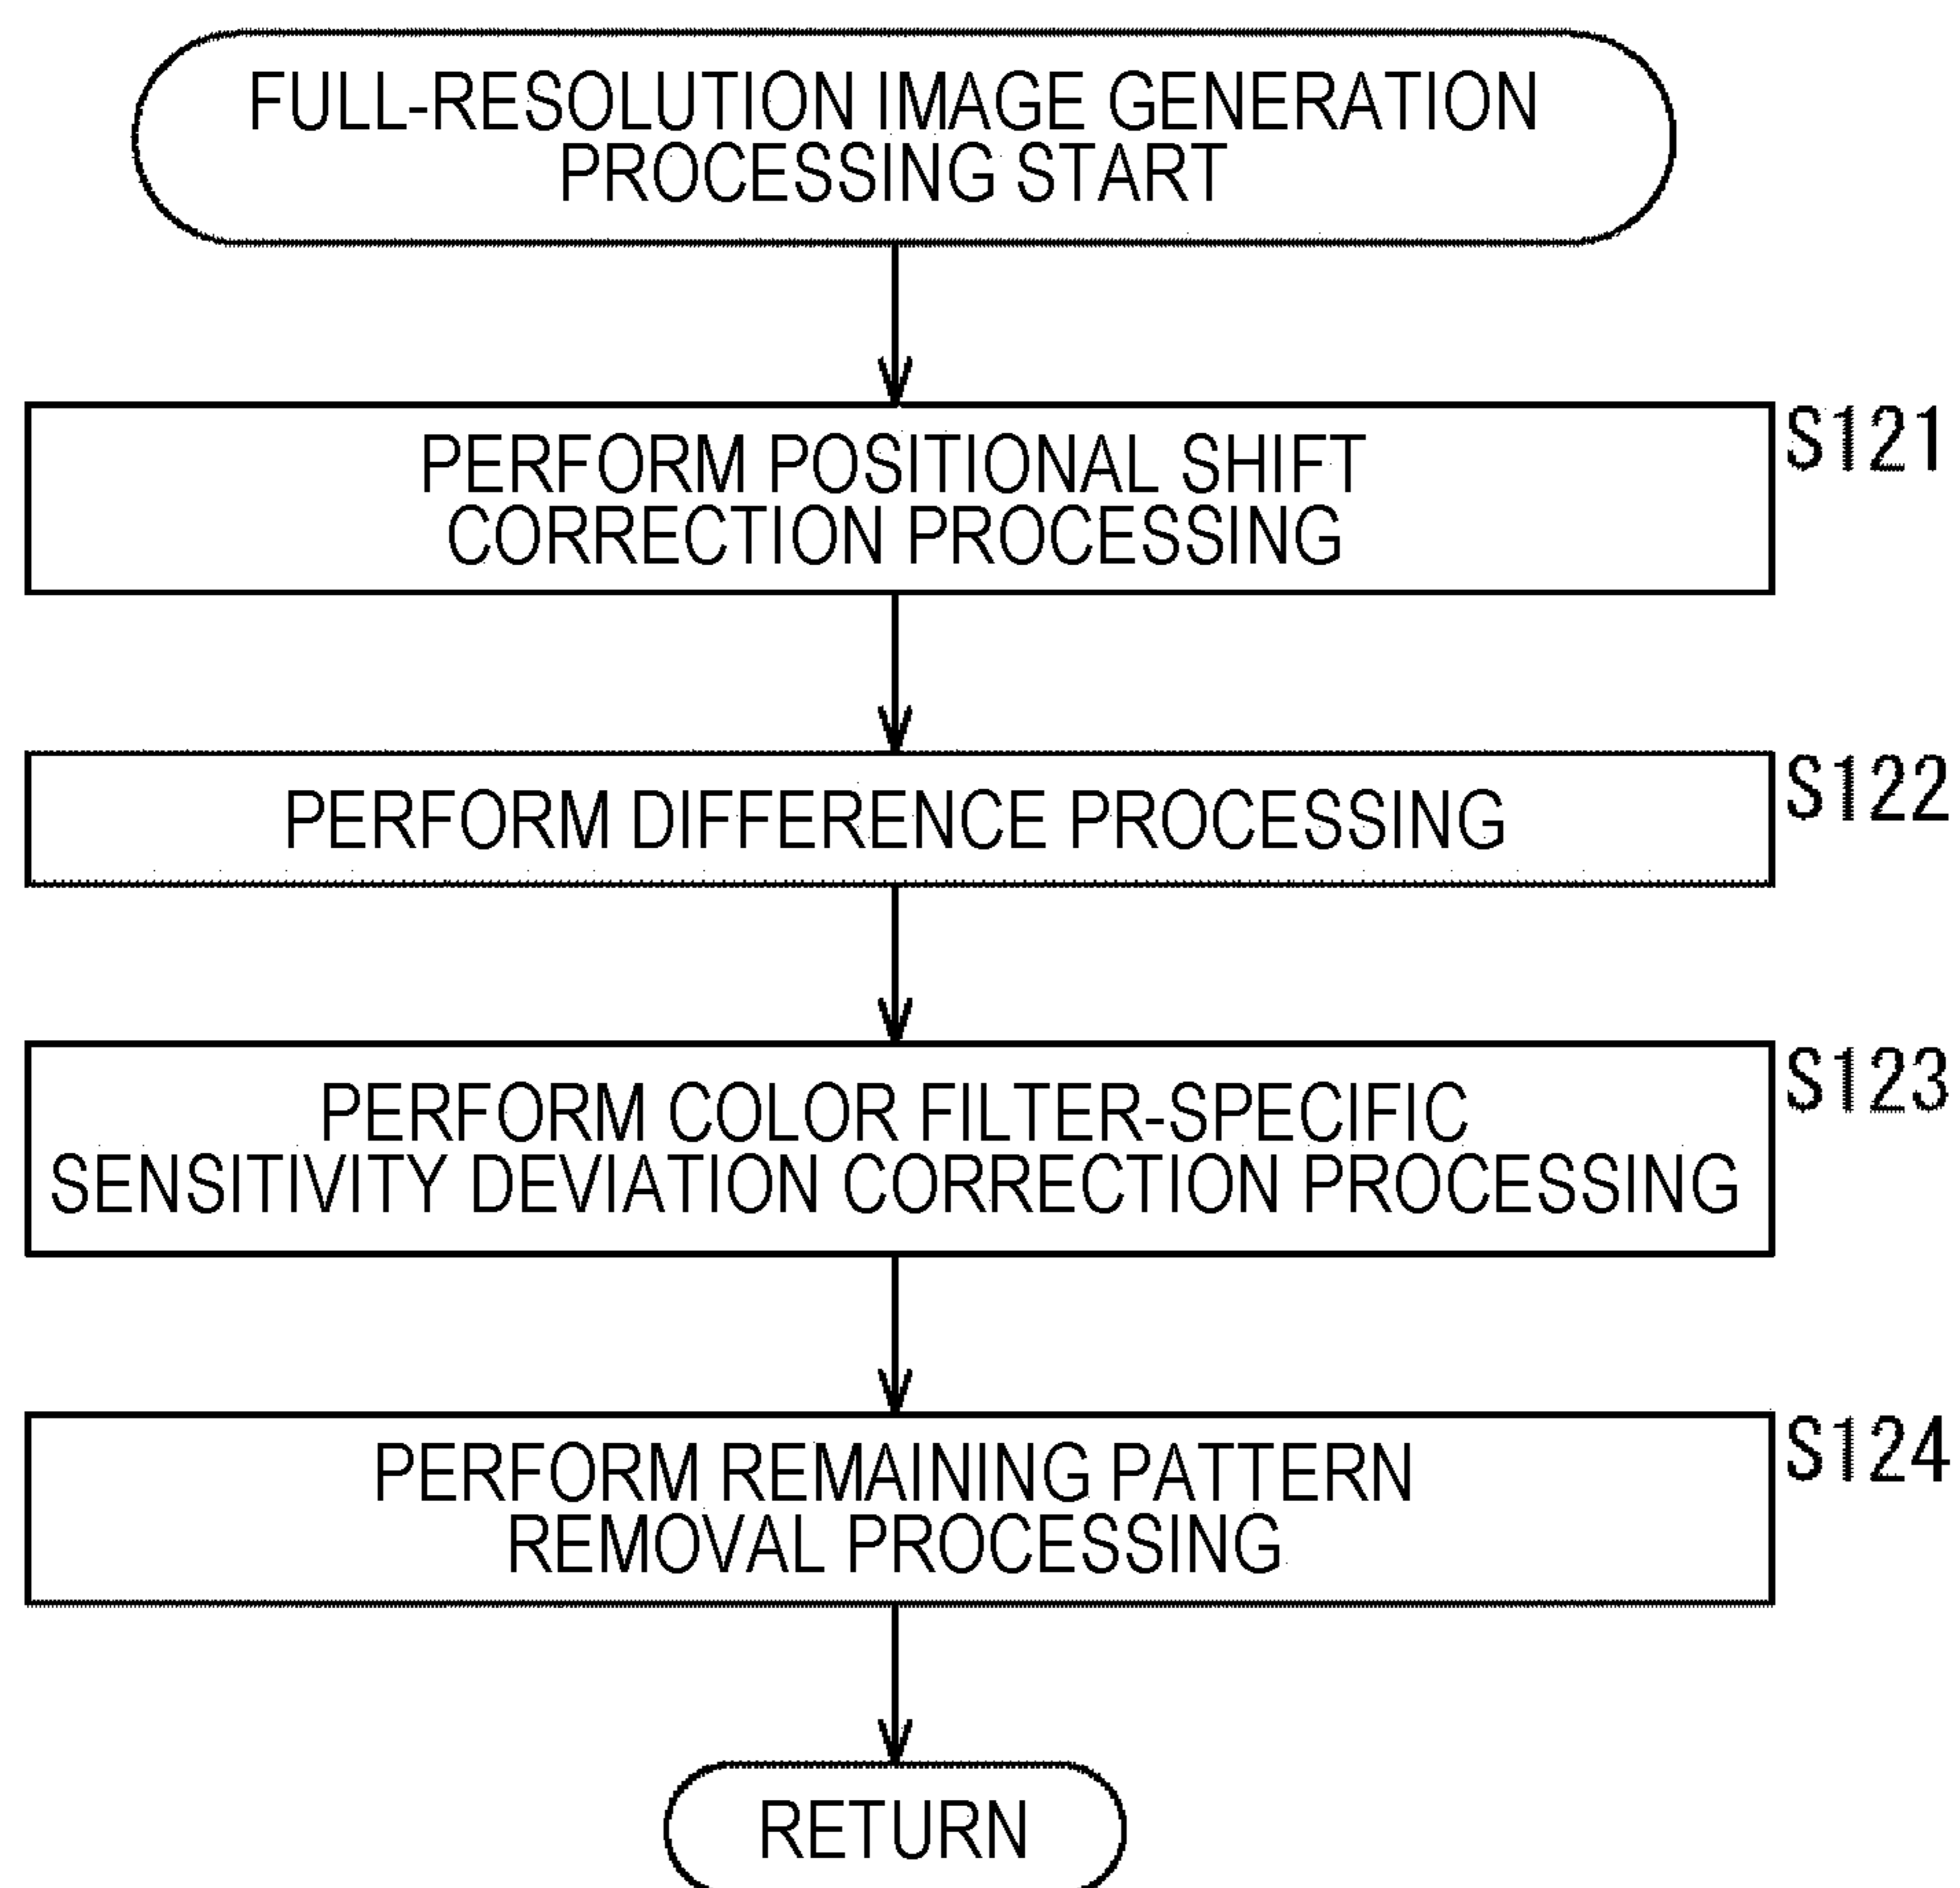 FULL-RESOLUTION IMAGE GENERATION
PROCESSING START
PERFORM POSITIONAL SHIFT
CORRECTION PROCESSING
S121
PERFORM DIFFERENCE PROCESSING
S122
PERFORM COLOR FILTER-SPECIFIC
SENSITIVITY DEVIATION CORRECTION PROCESSING
S123
PERFORM REMAINING PATTERN
REMOVAL PROCESSING
S124
RETURN